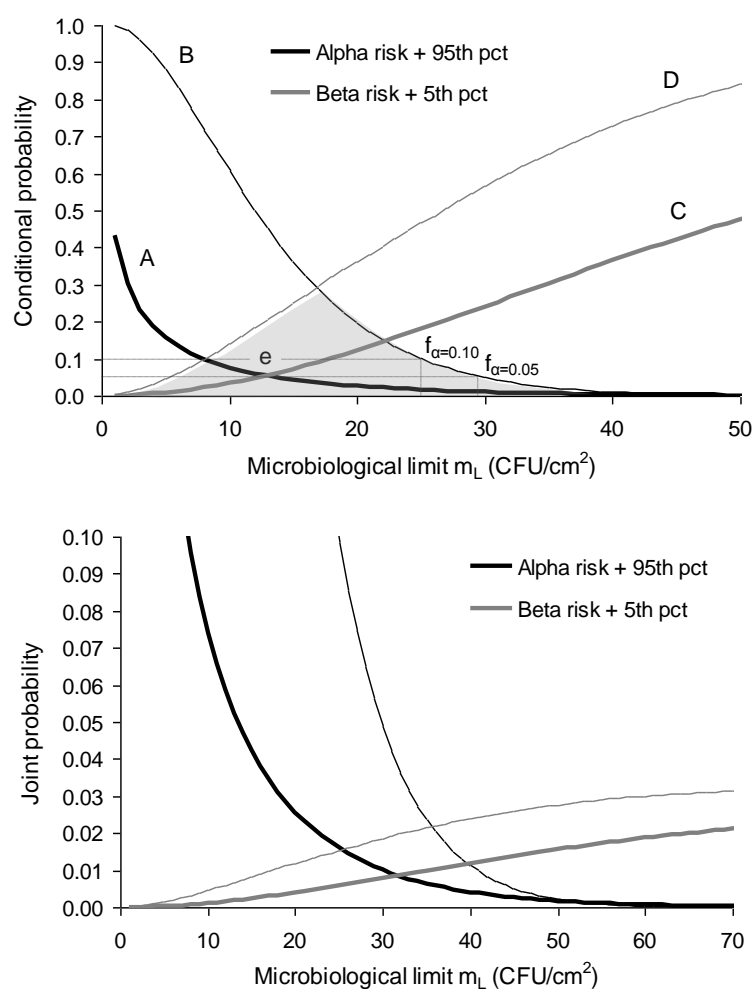 1.0
0.9
0.8
0.7
0.6
0.5
0.4
0.3
0.2
0.1
0.0
Conditional probability
B
Alpha risk + 95th pct
Beta risk + 5th pct
D
C
A
e
fα=0.10
fα=0.05
0 10 20 30 40 50
Microbiological limit mL (CFU/cm²)
0.10
0.09
0.08
0.07
0.06
0.05
0.04
0.03
0.02
0.01
0.00
Joint probability
Alpha risk + 95th pct
Beta risk + 5th pct
0 10 20 30 40 50 60 70
Microbiological limit mL (CFU/cm²)